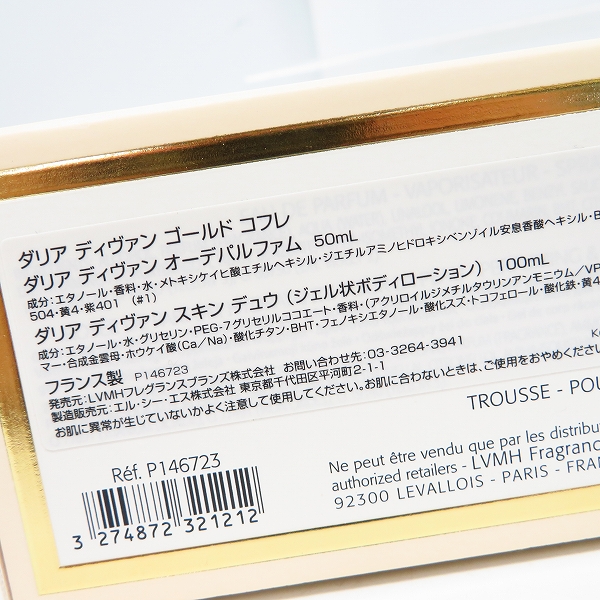 DE PARFUM - VAPORISATEUR
ダリア ディヴァン ゴールド コフレ
ダリア ディヴァン オーデパルファム 50mL
成分：エタノール・香料・水・メトキシケイヒ酸エチルヘキシル・ジエチルアミノヒドロキシベンゾイル安息香酸ヘキシル・B
504・黄4・紫401 (#1)
ダリア ディヴァン スキン デュウ（ジェル状ボディローション） 100mL
成分：エタノール・水・グリセリン・PEG-7グリセリルココエート・香料・（アクリロイルジメチルタウリンアンモニウム／VP
マー・合成金雲母・ホウケイ酸（Ca／Na）・酸化チタン・BHT・フェノキシエタノール・酸化スズ・トコフェロール・酸化鉄・黄4
フランス製 P146723
発売元：LVMHフレグランスブランズ株式会社 お問い合わせ先：03-3264-3941
製造販売元：エル・シー・エス株式会社 東京都千代田区平河町2-1-1
お肌に異常が生じていないかよく注意して使用してください。お肌に合わないときは、ご使用をおやめください
TROUSSE - POU
Réf. P146723
3 274872 321212
Ne peut être vendu que par les distribut
authorized retailers - LVMH Fragranc
92300 LEVALLOIS - PARIS - FRAN